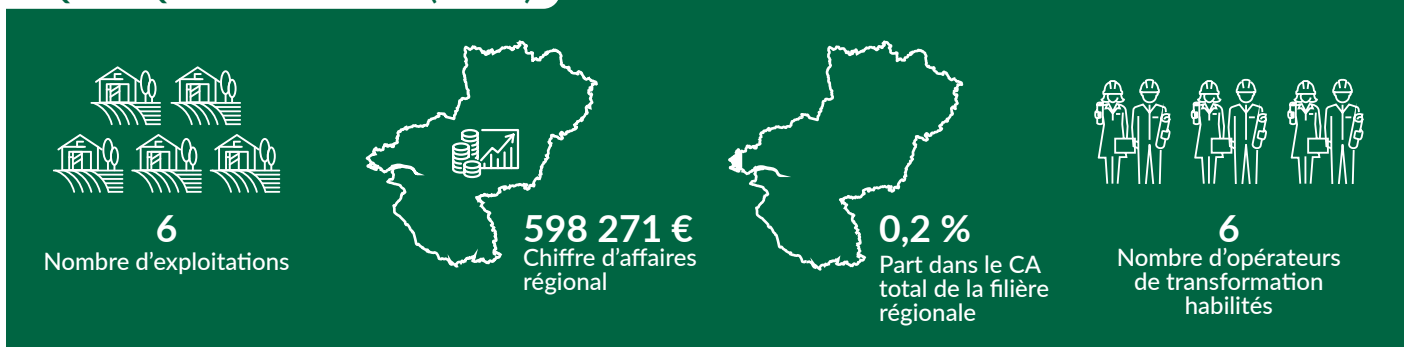 6
Nombre d'exploitations
598 271 €
Chiffre d'affaires
régional
0,2 %
Part dans le CA
total de la filière
régionale
6
Nombre d'opérateurs
de transformation
habilités